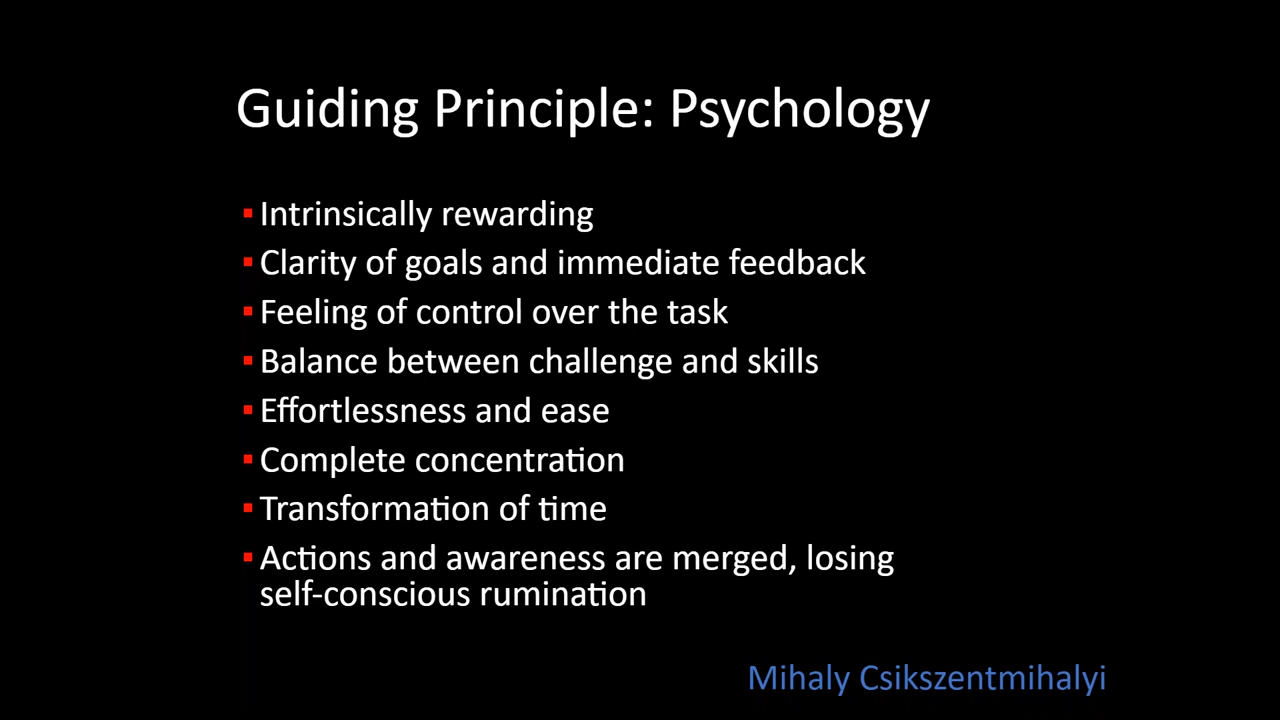 Guiding Principle: Psychology
▪ Intrinsically rewarding
▪ Clarity of goals and immediate feedback
▪ Feeling of control over the task
▪ Balance between challenge and skills
▪ Effortlessness and ease
▪ Complete concentration
▪ Transformation of time
▪ Actions and awareness are merged, losing
self-conscious rumination
Mihaly Csikszentmihalyi